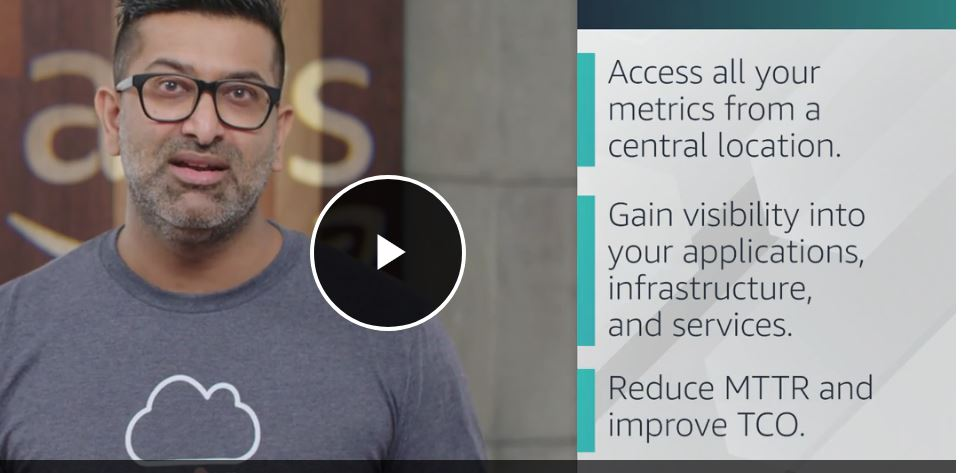 aws
Access all your
metrics from a
central location.
Gain visibility into
your applications,
infrastructure,
and services.
Reduce MTTR and
improve TCO.